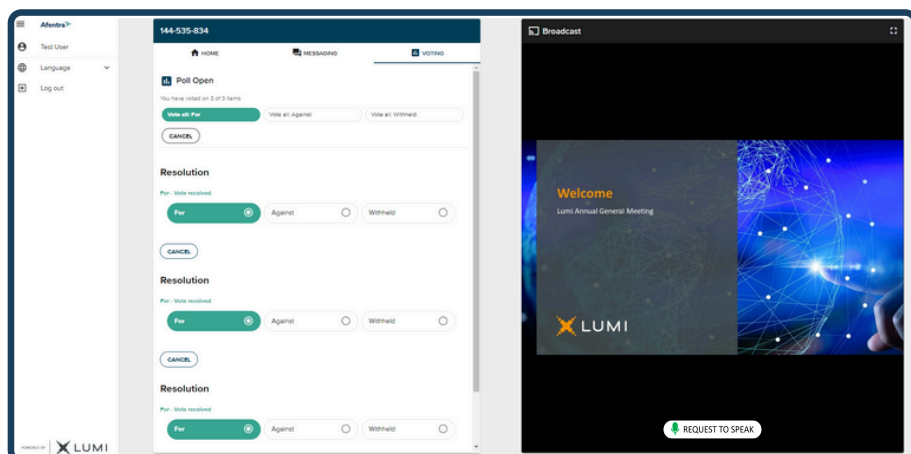 Afentra
Test User
Language
Log out
POWERED BY
LUMI
144-535-834
HOME
MESSAGING
VOTING
Poll Open
You have voted on 3 of 3 items
Vote all: For
Vote all: Against
Vote all: Withheld
CANCEL
Resolution
For - Vote received
For
Against
Withheld
CANCEL
Resolution
For - Vote received
For
Against
Withheld
CANCEL
Resolution
For - Vote received
For
Against
Withheld
Broadcast
Welcome
Lumi Annual General Meeting
LUMI
REQUEST TO SPEAK